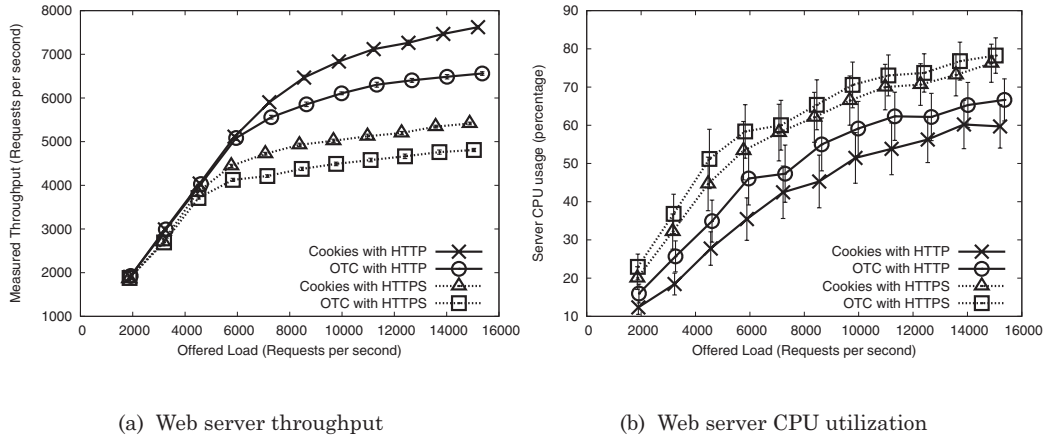 Measured Throughput (Requests per second)
8000
7000
6000
5000
4000
3000
2000
1000
Cookies with HTTP
OTC with HTTP
Cookies with HTTPS
OTC with HTTPS
0 2000 4000 6000 8000 10000 12000 14000 16000
Offered Load (Requests per second)
(a) Web server throughput
Server CPU usage (percentage)
90
80
70
60
50
40
30
20
10
Cookies with HTTP
OTC with HTTP
Cookies with HTTPS
OTC with HTTPS
0 2000 4000 6000 8000 10000 12000 14000 16000
Offered Load (Requests per second)
(b) Web server CPU utilization